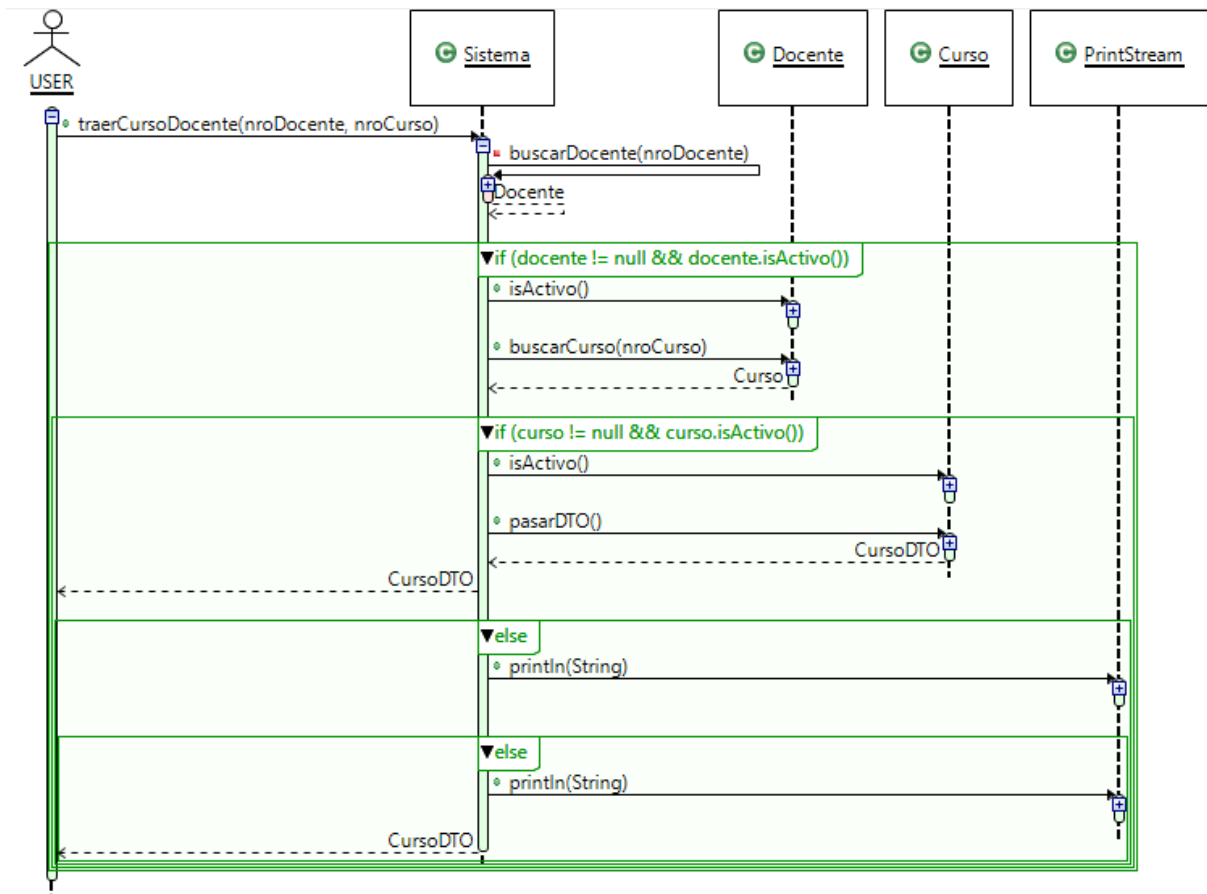 USER
C Sistema
C Docente
C Curso
C PrintStream
traerCursoDocente(nroDocente, nroCurso)
buscarDocente(nroDocente)
Docente
if (docente != null && docente.isActivo())
isActivo()
buscarCurso(nroCurso)
Curso
if (curso != null && curso.isActivo())
isActivo()
pasarDTO()
CursoDTO
CursoDTO
else
println(String)
else
println(String)
CursoDTO